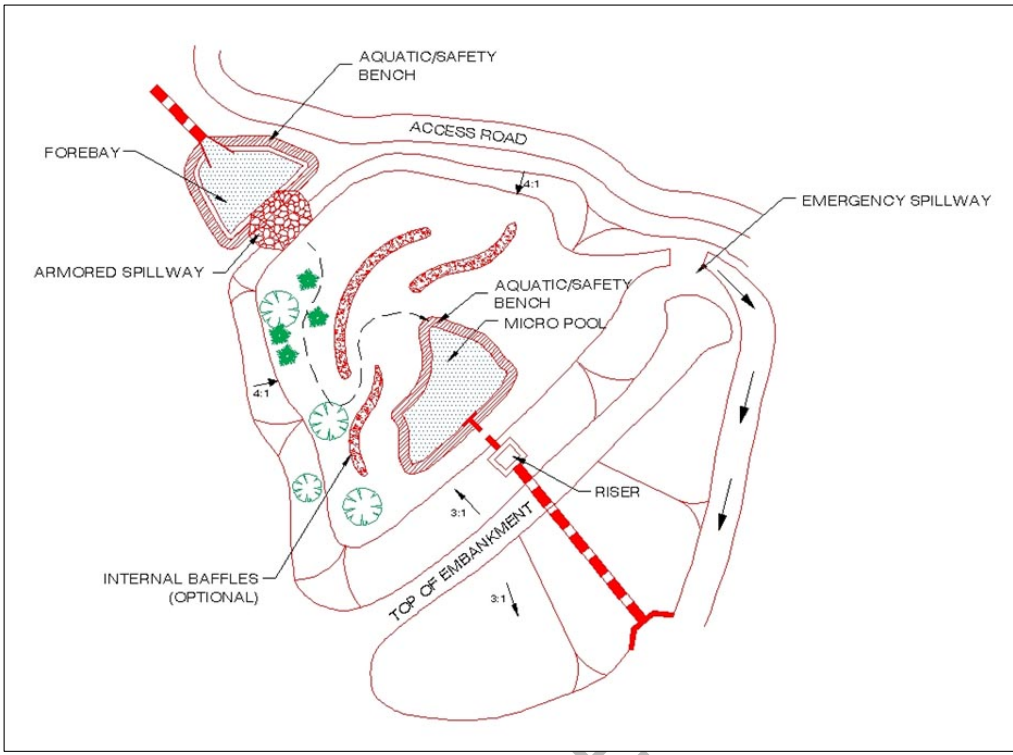 AQUATIC/SAFETY
BENCH
ACCESS ROAD
FOREBAY
4:1
EMERGENCY SPILLWAY
ARMORED SPILLWAY
AQUATIC/SAFETY
BENCH
MICRO POOL
4:1
RISER
3:1
TOP OF EMBANKMENT
INTERNAL BAFFLES
(OPTIONAL)
3:1